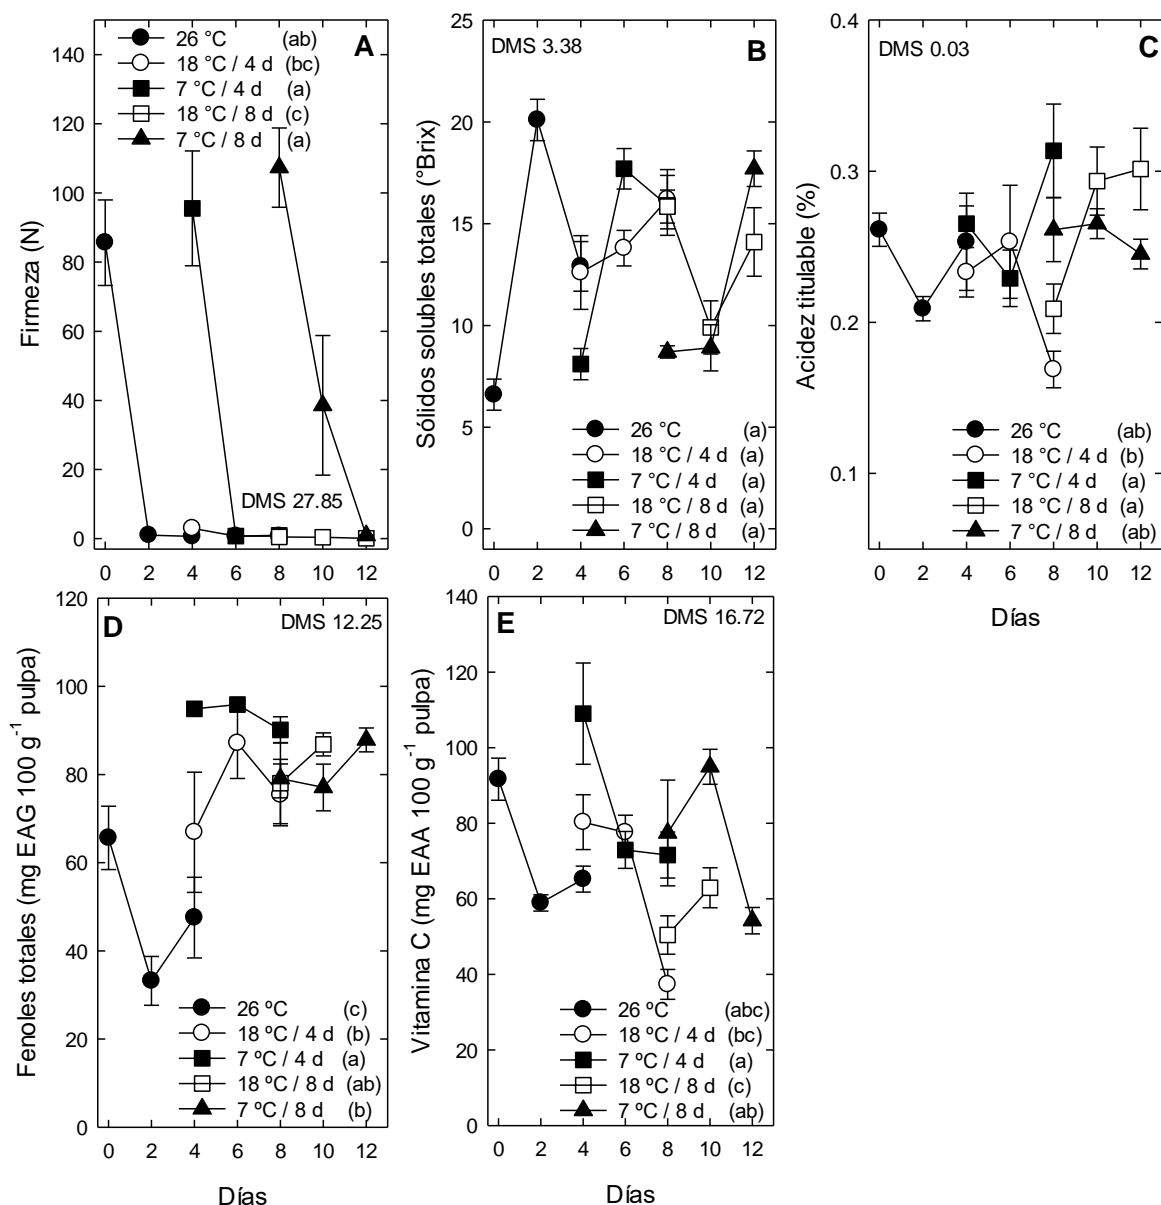 A
26 °C (ab)
18 °C / 4 d (bc)
7 °C / 4 d (a)
18 °C / 8 d (c)
7 °C / 8 d (a)
DMS 27.85
Firmeza (N)
150
120
100
80
60
40
20
0
0 2 4 6 8 10 12
DMS 3.38 B
Sólidos solubles totales (°Brix)
25
20
15
10
5
0
26 °C (a)
18 °C / 4 d (a)
7 °C / 4 d (a)
18 °C / 8 d (a)
7 °C / 8 d (a)
0 2 4 6 8 10 12
DMS 0.03 C
Acidez titulable (%)
0.4
0.3
0.2
0.1
26 °C (ab)
18 °C / 4 d (b)
7 °C / 4 d (a)
18 °C / 8 d (a)
7 °C / 8 d (ab)
0 2 4 6 8 10 12
Días
D DMS 12.25
Fenoles totales (mg EAG 100 g⁻¹ pulpa)
120
100
80
60
40
20
0
26 ºC (c)
18 ºC / 4 d (b)
7 ºC / 4 d (a)
18 ºC / 8 d (ab)
7 ºC / 8 d (b)
0 2 4 6 8 10 12
Días
E DMS 16.72
Vitamina C (mg EAA 100 g⁻¹ pulpa)
140
120
100
80
60
40
20
0
26 ºC (abc)
18 ºC / 4 d (bc)
7 ºC / 4 d (a)
18 ºC / 8 d (c)
7 ºC / 8 d (ab)
0 2 4 6 8 10 12
Días